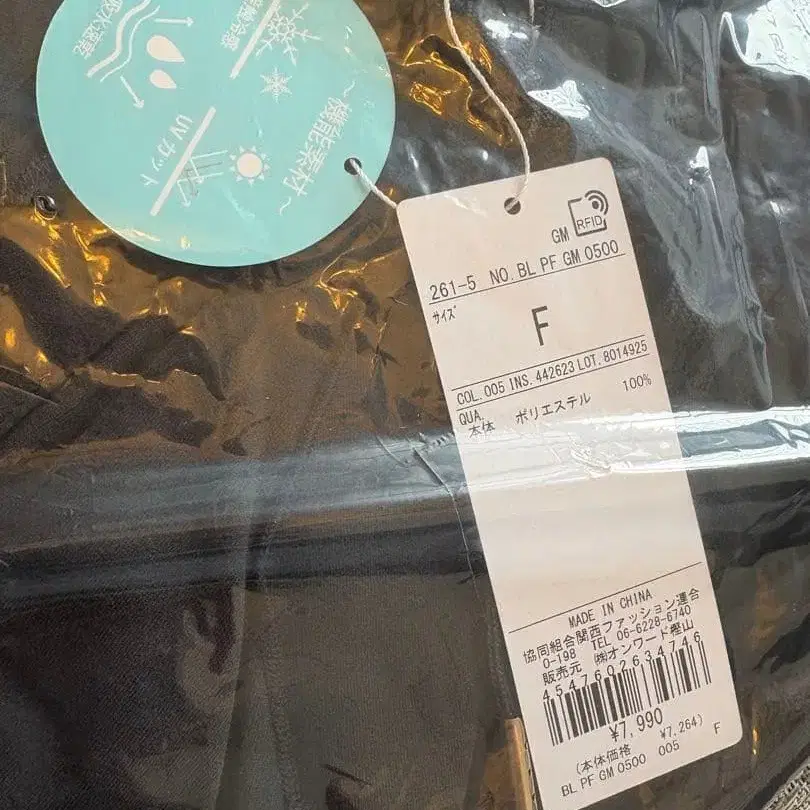 ~機能素材~
UVカット
接触冷感
吸水速乾
RFID
GM
261-5 NO. BL PF GM 0500
サイズ
F
COL. 005 INS. 442623 LOT. 8014925
QUA.
本体 ポリエステル 100%
MADE IN CHINA
協同組合関西ファッション連合
O-198 TEL 06-6228-6740
販売元 ㈱オンワード樫山
4547602634746
¥7,990
(本体価格 ¥7,264)
BL PF GM 0500 005 F